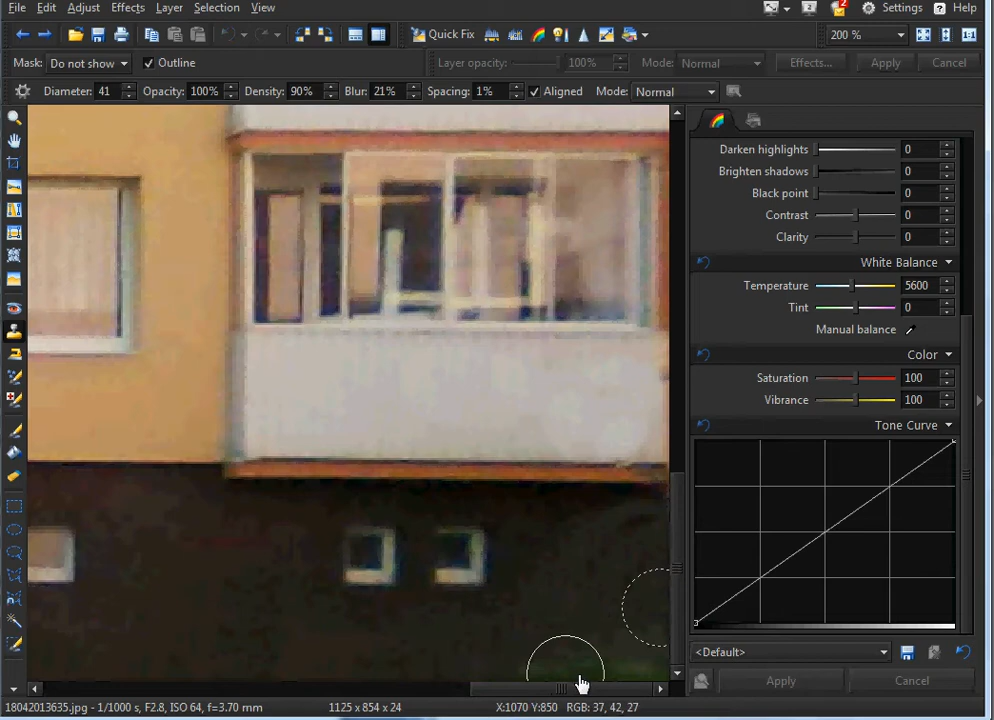 File Edit Adjust Effects Layer Selection View 2 2 Settings ? Help
Quick Fix 200 % 1:1
Mask: Do not show Outline Layer opacity: 100% Mode: Normal Effects... Apply Cancel
Diameter: 41 Opacity: 100% Density: 90% Blur: 21% Spacing: 1% Aligned Mode: Normal
Darken highlights 0
Brighten shadows 0
Black point 0
Contrast 0
Clarity 0
White Balance
Temperature 5600
Tint 0
Manual balance
Color
Saturation 100
Vibrance 100
Tone Curve
<Default>
Apply Cancel
18042013635.jpg - 1/1000 s, F2.8, ISO 64, f=3.70 mm 1125 x 854 x 24 X:1070 Y:850 RGB: 37, 42, 27